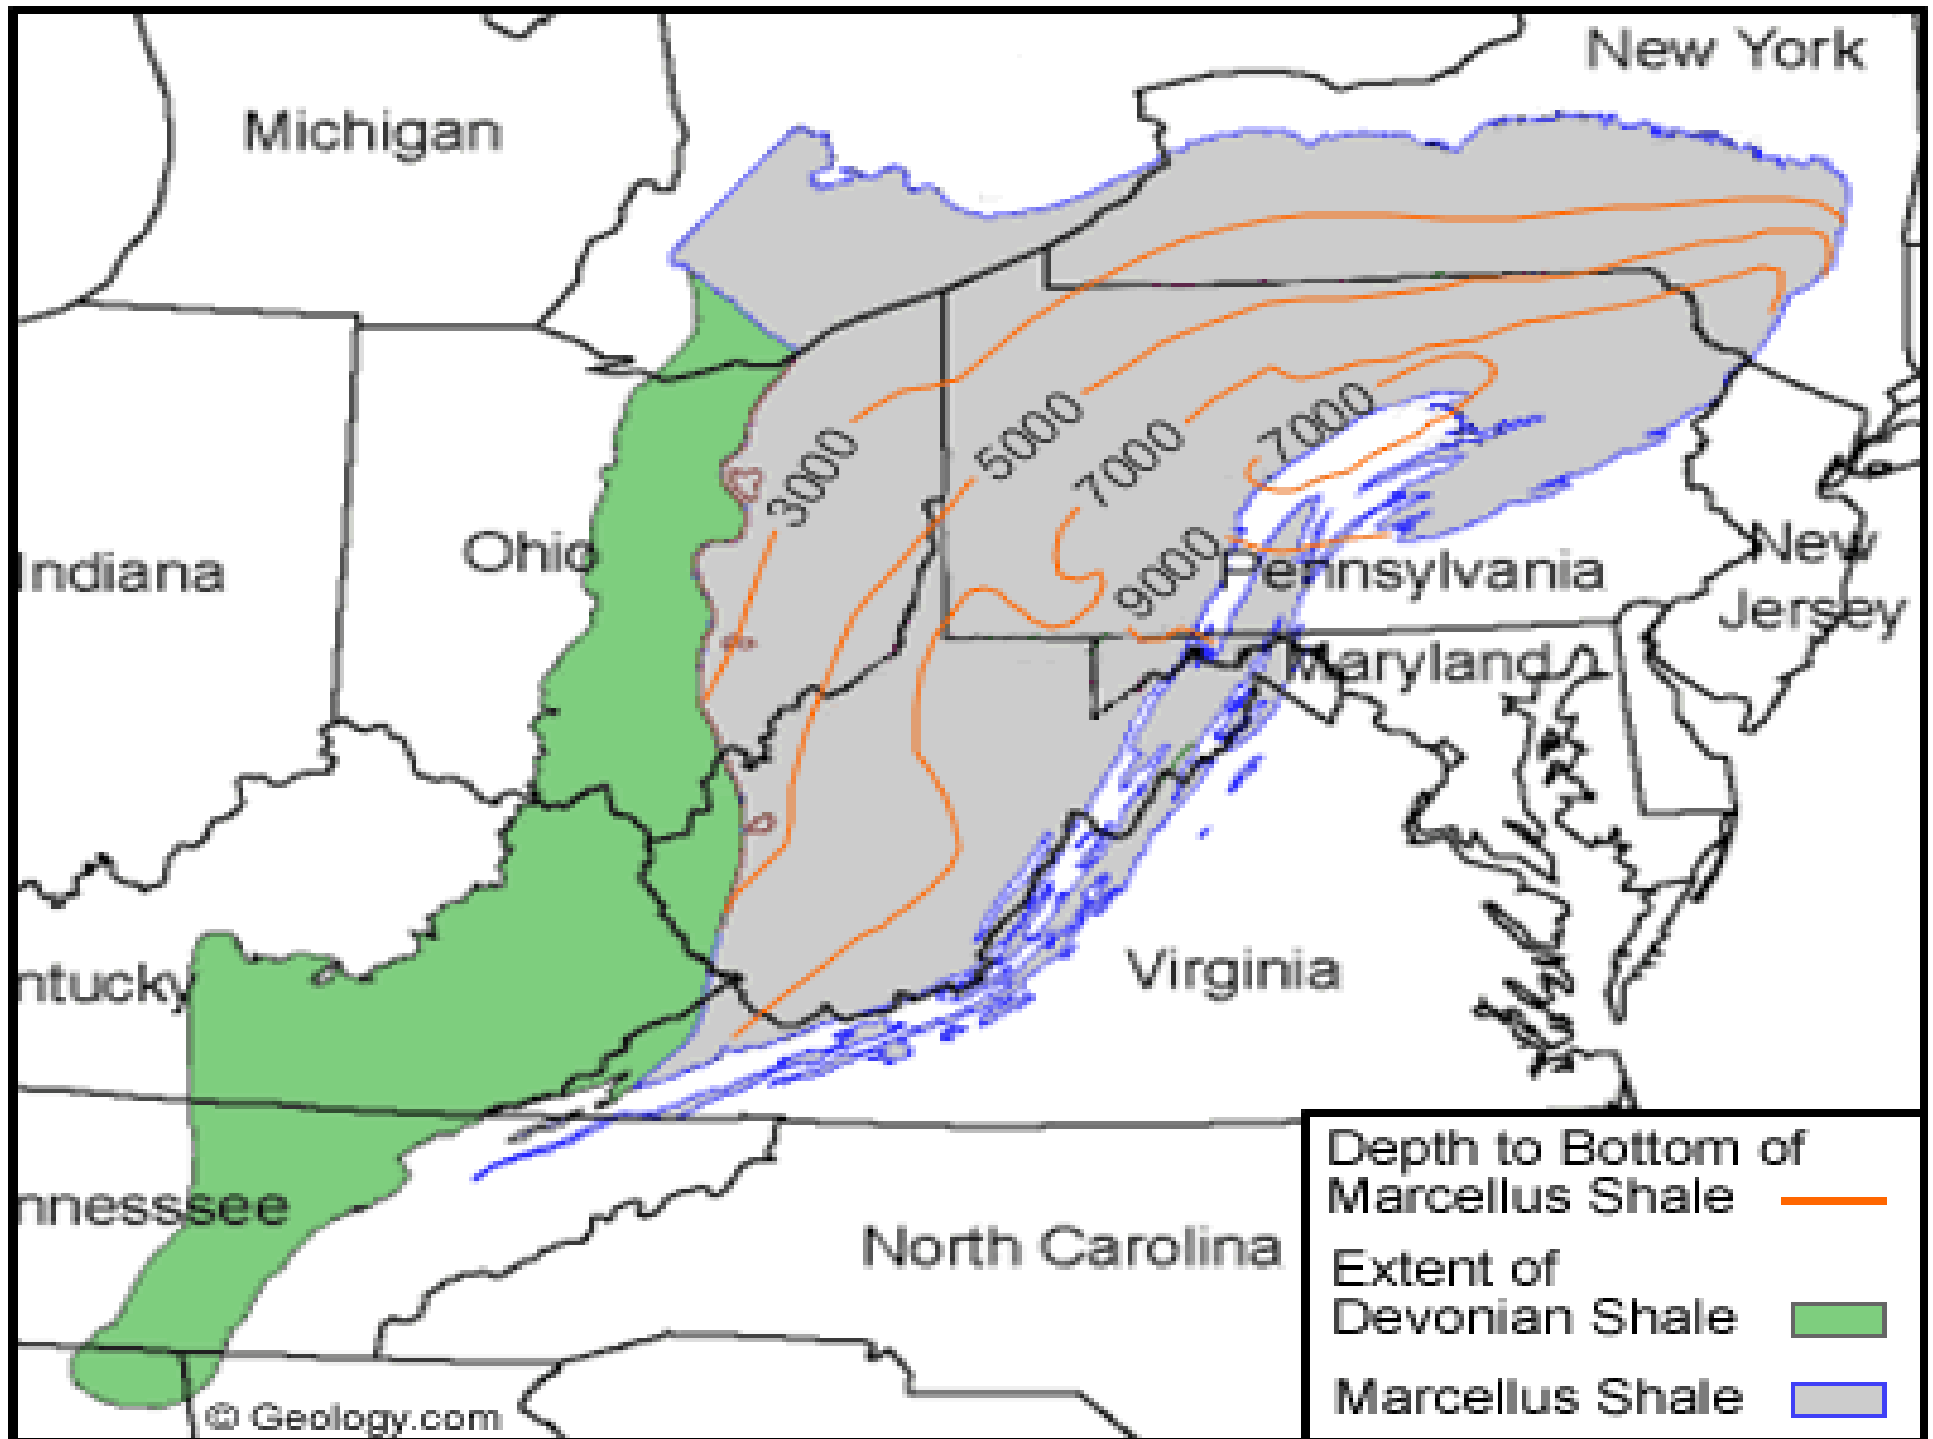 New York
Michigan
3000
5000
7000
7000
9000
Indiana
Ohio
Pennsylvania
New
Jersey
Maryland
ntucky
Virginia
nnesssee
North Carolina
Depth to Bottom of
Marcellus Shale
Extent of
Devonian Shale
Marcellus Shale
© Geology.com